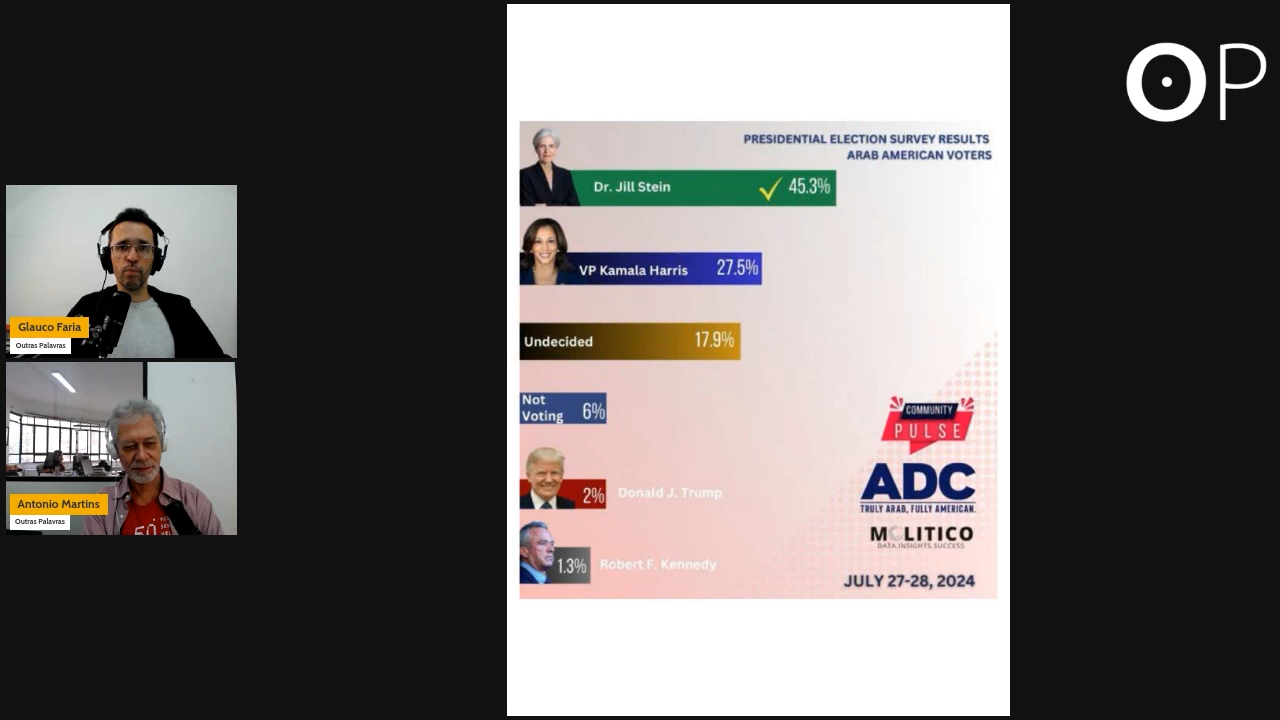 OP
PRESIDENTIAL ELECTION SURVEY RESULTS
ARAB AMERICAN VOTERS
Dr. Jill Stein 45.3%
VP Kamala Harris 27.5%
Undecided 17.9%
Not
Voting 6%
2% Donald J. Trump
1.3% Robert F. Kennedy
COMMUNITY
PULSE
ADC
TRULY ARAB, FULLY AMERICAN.
MOLITICO
DATA.INSIGHTS.SUCCESS
JULY 27-28, 2024
Glauco Faria
Outras Palavras
50
Antonio Martins
Outras Palavras